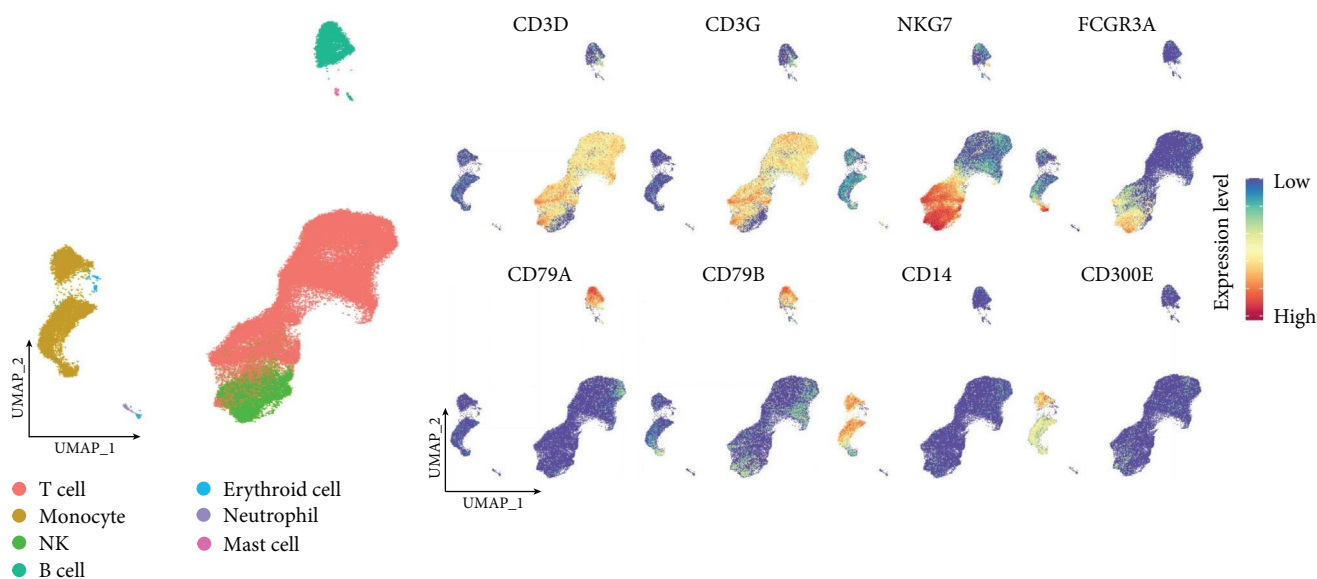 CD3D
CD3G
NKG7
FCGR3A
Low
Expression level
High
CD79A
CD79B
CD14
CD300E
UMAP_2
UMAP_1
UMAP_2
UMAP_1
T cell
Monocyte
NK
B cell
Erythroid cell
Neutrophil
Mast cell